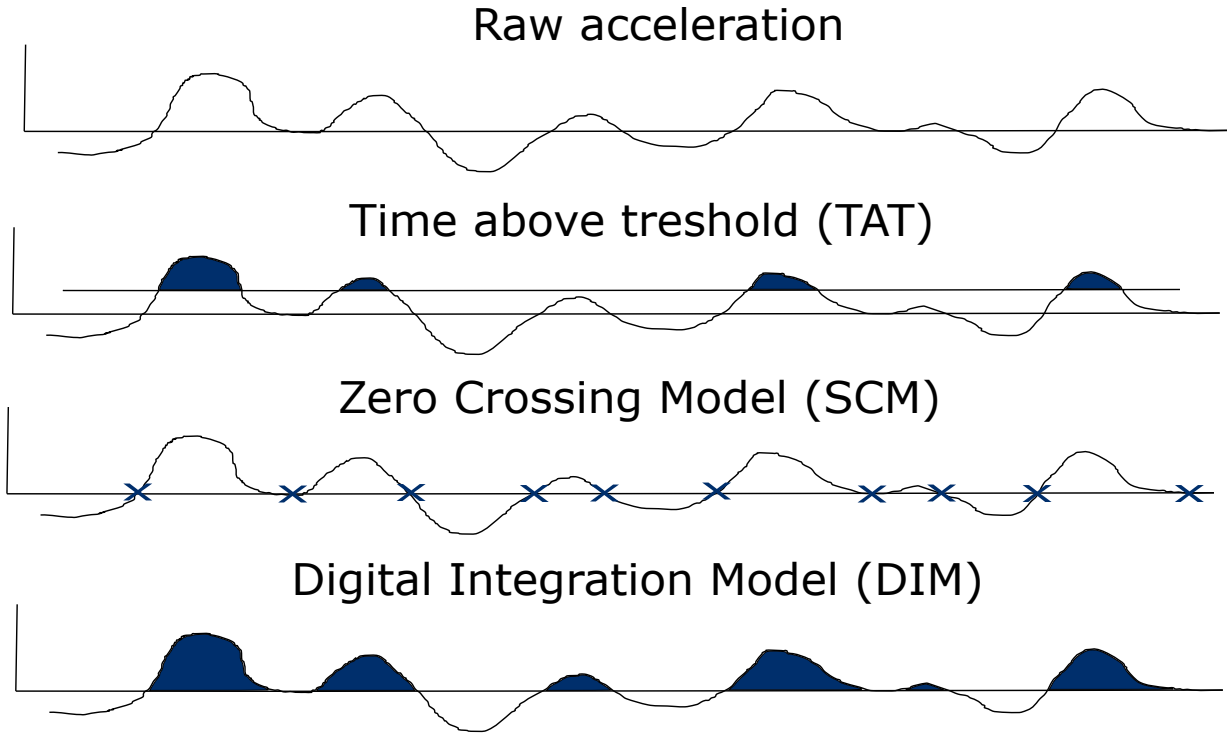 Raw acceleration
Time above treshold (TAT)
Zero Crossing Model (SCM)
Digital Integration Model (DIM)